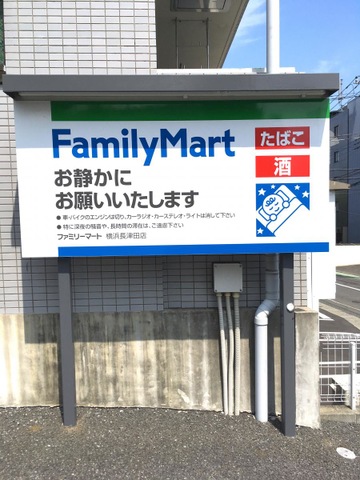 FamilyMart
たばこ
酒
お静かに
お願いいたします
● 車・バイクのエンジンは切り、カーラジオ・カーステレオ・ライトは消して下さい
● 特に深夜の騒音や、長時間の滞在は、ご遠慮下さい
ファミリーマート 横浜長津田店